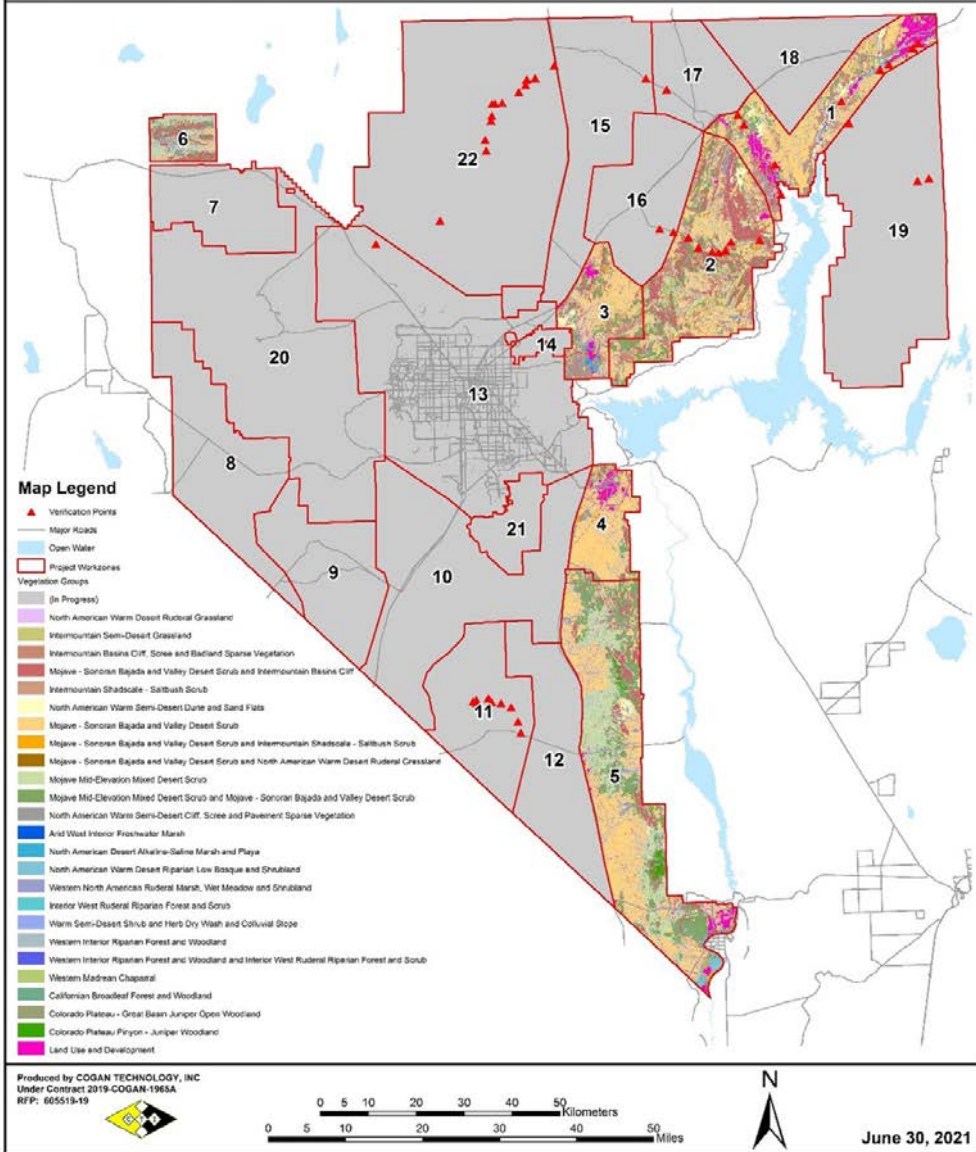 18
17
15
1
6
22
7
16
19
2
3
20
14
13
8
Map Legend
Verification Points
Major Roads
Open Water
Project Workzones
Vegetation Groups
(In Progress)
North American Warm Desert Ruderal Grassland
Intermountain Semi-Desert Grassland
Intermountain Basins Cliff, Scree and Badland Sparse Vegetation
Mojave - Sonoran Bajada and Valley Desert Scrub and Intermountain Basins Cliff
Intermountain Shadscale - Saltbush Scrub
North American Warm Semi-Desert Dune and Sand Flats
Mojave - Sonoran Bajada and Valley Desert Scrub
Mojave - Sonoran Bajada and Valley Desert Scrub and Intermountain Shadscale - Saltbush Scrub
Mojave - Sonoran Bajada and Valley Desert Scrub and North American Warm Desert Ruderal Grassland
Mojave Mid-Elevation Mixed Desert Scrub
Mojave Mid-Elevation Mixed Desert Scrub and Mojave - Sonoran Bajada and Valley Desert Scrub
North American Warm Semi-Desert Cliff, Scree and Pavement Sparse Vegetation
Arid West Interior Freshwater Marsh
North American Desert Alkaline-Saline Marsh and Playa
North American Warm Desert Riparian Low Bosque and Shrubland
Western North American Ruderal Marsh, Wet Meadow and Shrubland
Interior West Ruderal Riparian Forest and Scrub
Warm Semi-Desert Shrub and Herb Dry Wash and Colluvial Slope
Western Interior Riparian Forest and Woodland
Western Interior Riparian Forest and Woodland and Interior West Ruderal Riparian Forest and Scrub
Western Madrean Chaparral
Californian Broadleaf Forest and Woodland
Colorado Plateau - Great Basin Juniper Open Woodland
Colorado Plateau Pinyon - Juniper Woodland
Land Use and Development
21
4
9
10
11
12
5
Produced by COGAN TECHNOLOGY, INC
Under Contract 2019-COGAN-1965A
RFP: 605519-19
C T I
0 5 10 20 30 40 50
Kilometers
0 5 10 20 30 40 50
Miles
N
June 30, 2021